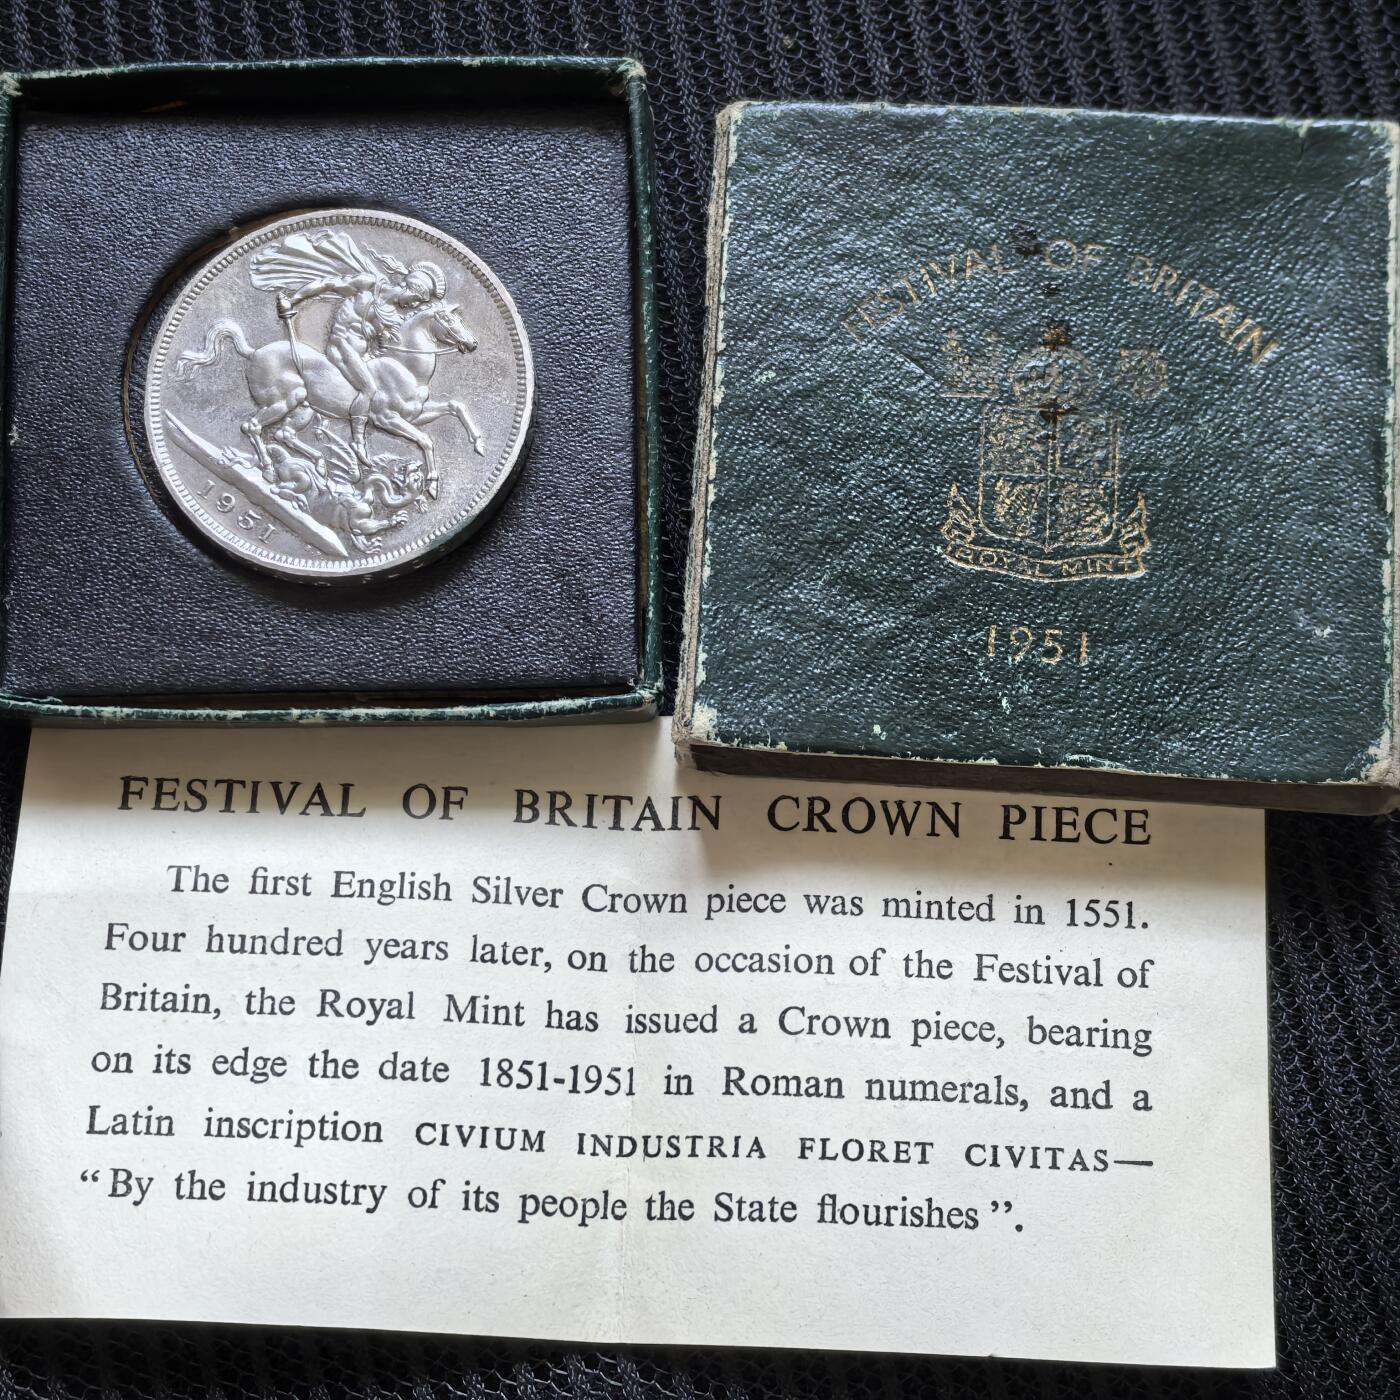 1951
FESTIVAL OF BRITAIN
ROYAL MINT
1951
FESTIVAL OF BRITAIN CROWN PIECE
The first English Silver Crown piece was minted in 1551.
Four hundred years later, on the occasion of the Festival of
Britain, the Royal Mint has issued a Crown piece, bearing
on its edge the date 1851-1951 in Roman numerals, and a
Latin inscription CIVIUM INDUSTRIA FLORET CIVITAS—
“By the industry of its people the State flourishes”.